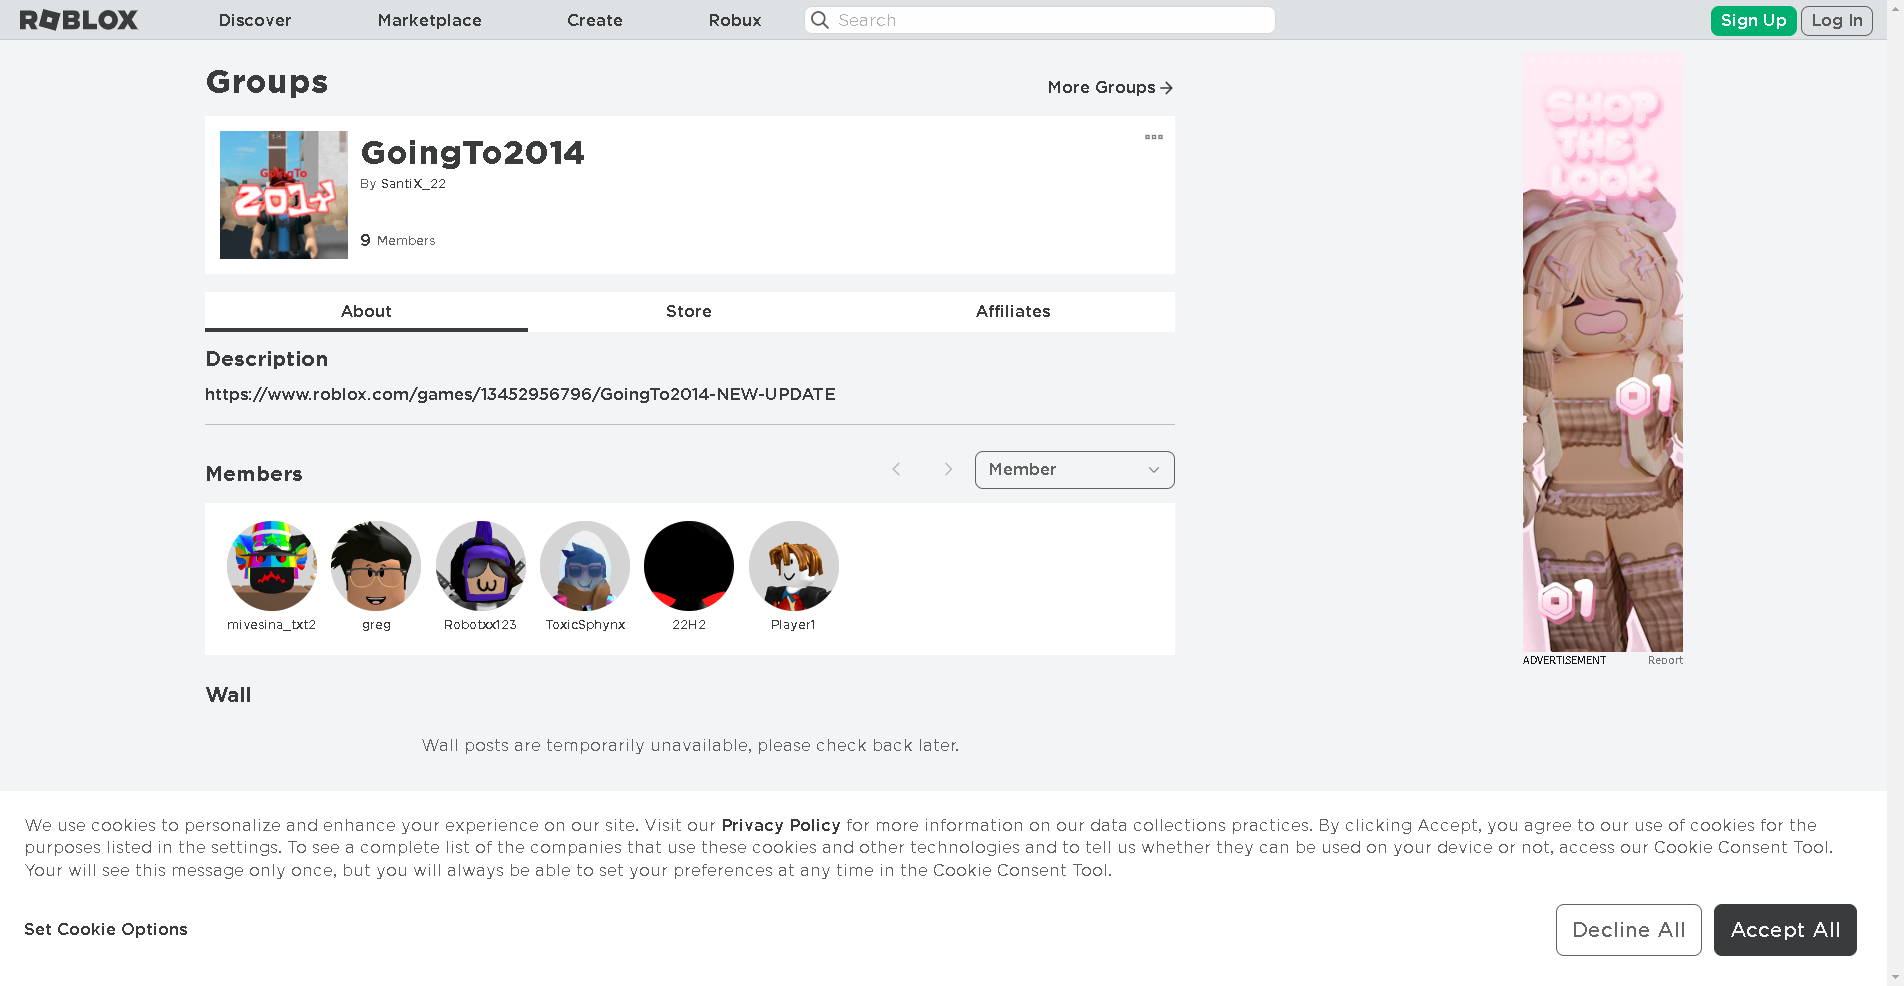 ROBLOX
Discover
Marketplace
Create
Robux
Search
Sign Up
Log In
Groups
More Groups
GoingTo
201
GoingTo2014
By SantiX_22
9 Members
About
Store
Affiliates
Description
https://www.roblox.com/games/13452956796/GoingTo2014-NEW-UPDATE
Members
Member
mivesina_txt2
greg
Robotxx123
ToxicSphynx
22H2
Player1
Wall
Wall posts are temporarily unavailable, please check back later.
SHOP
THE
LOOK
1
1
ADVERTISEMENT
Report
We use cookies to personalize and enhance your experience on our site. Visit our Privacy Policy for more information on our data collections practices. By clicking Accept, you agree to our use of cookies for the
purposes listed in the settings. To see a complete list of the companies that use these cookies and other technologies and to tell us whether they can be used on your device or not, access our Cookie Consent Tool.
Your will see this message only once, but you will always be able to set your preferences at any time in the Cookie Consent Tool.
Set Cookie Options
Decline All
Accept All